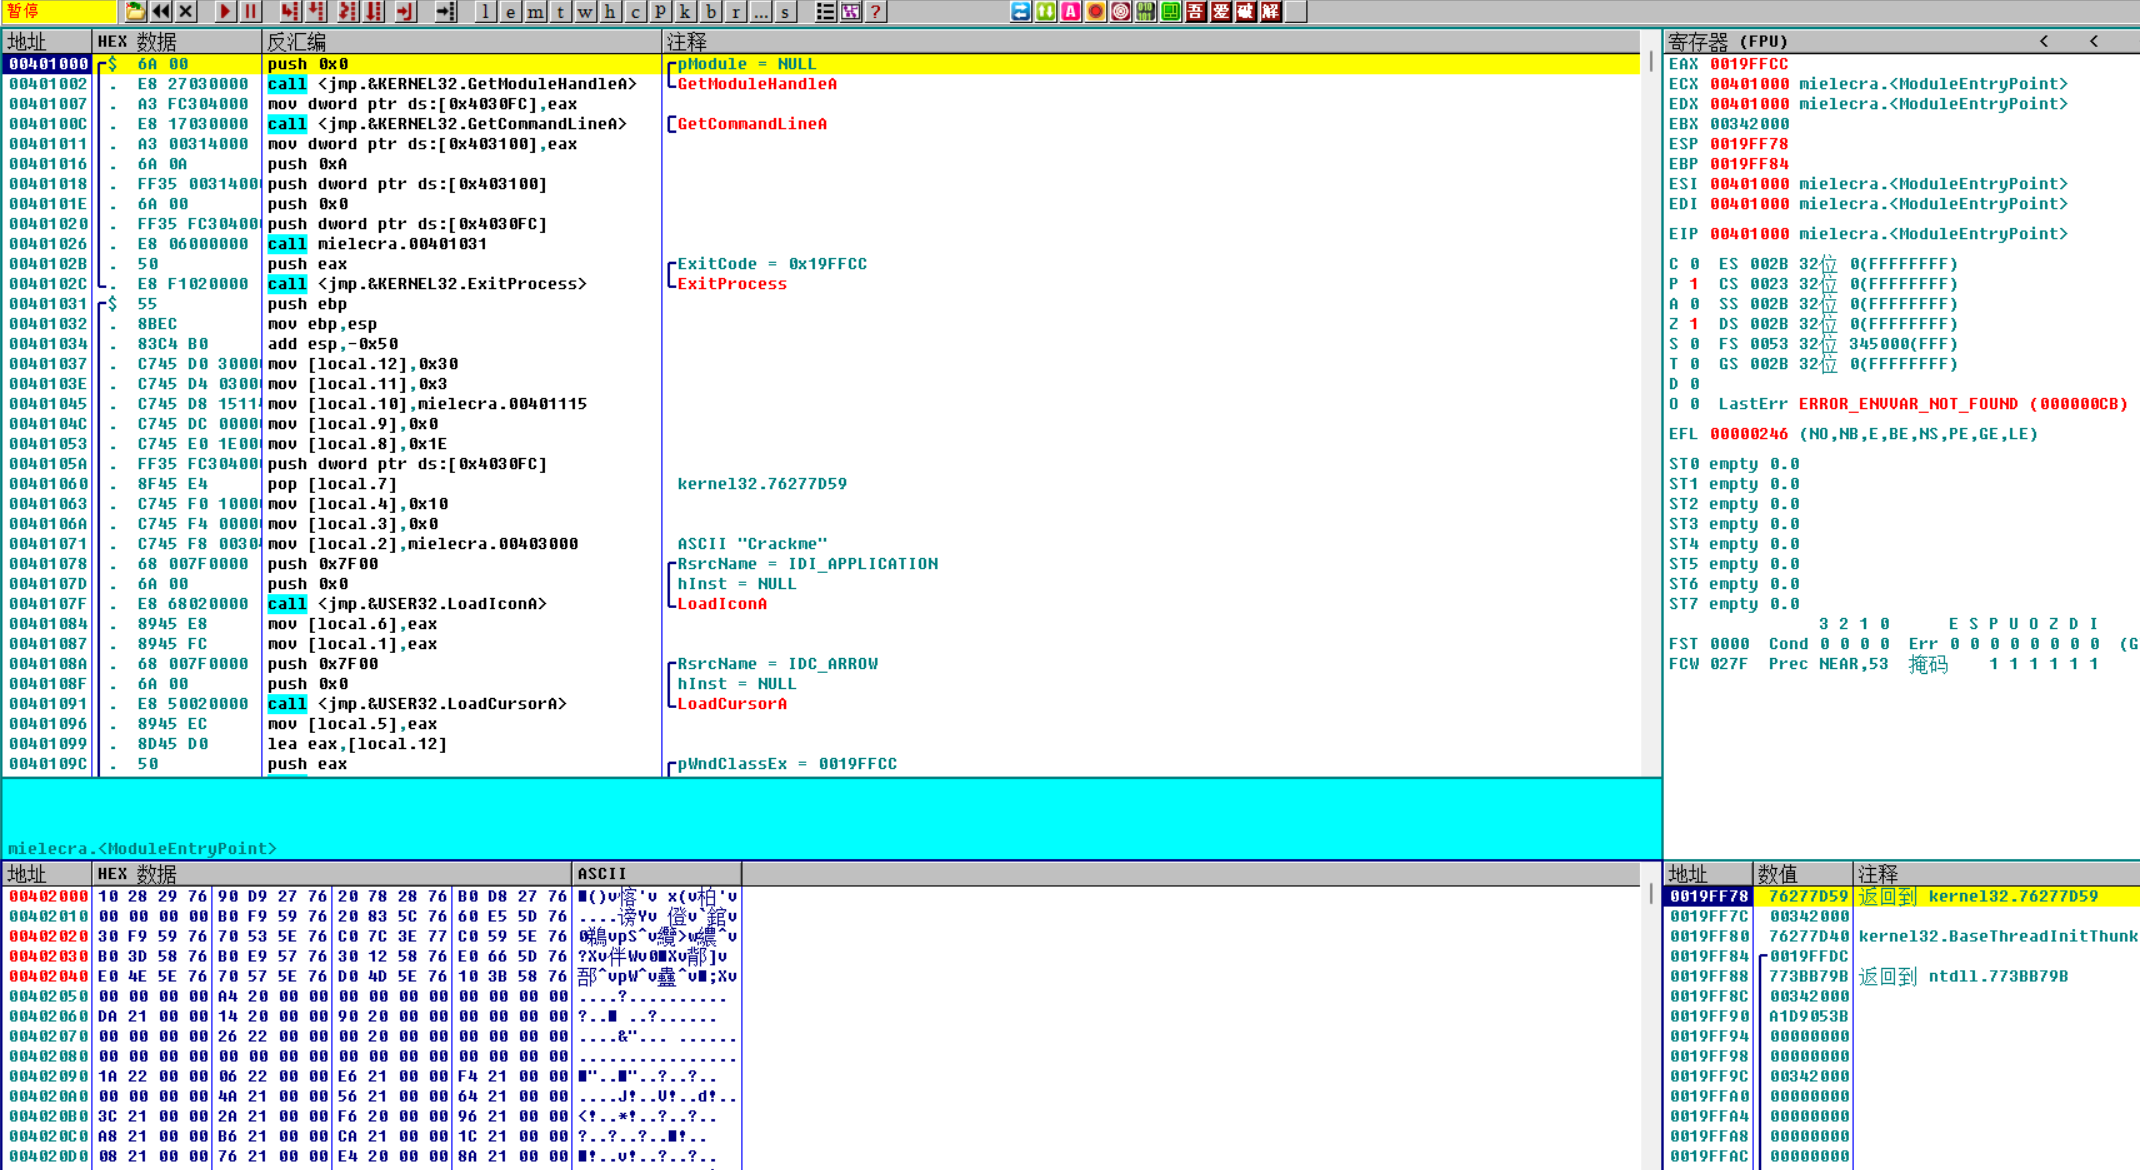 暂停 l e m t w h c p k b r ... s ? 吾 爱 破 解
地址 HEX 数据 反汇编 注释
00401000 $ 6A 00 push 0x0 pModule = NULL
00401002 . E8 27030000 call <jmp.&KERNEL32.GetModuleHandleA> GetModuleHandleA
00401007 . A3 FC304000 mov dword ptr ds:[0x4030FC],eax
0040100C . E8 17030000 call <jmp.&KERNEL32.GetCommandLineA> GetCommandLineA
00401011 . A3 00314000 mov dword ptr ds:[0x403100],eax
00401016 . 6A 0A push 0xA
00401018 . FF35 0031400 push dword ptr ds:[0x403100]
0040101E . 6A 00 push 0x0
00401020 . FF35 FC30400 push dword ptr ds:[0x4030FC]
00401026 . E8 06000000 call mielecra.00401031
0040102B . 50 push eax ExitCode = 0x19FFCC
0040102C . E8 F1020000 call <jmp.&KERNEL32.ExitProcess> ExitProcess
00401031 $ 55 push ebp
00401032 . 8BEC mov ebp,esp
00401034 . 83C4 B0 add esp,-0x50
00401037 . C745 D0 3000 mov [local.12],0x30
0040103E . C745 D4 0300 mov [local.11],0x3
00401045 . C745 D8 1511 mov [local.10],mielecra.00401115
0040104C . C745 DC 0000 mov [local.9],0x0
00401053 . C745 E0 1E00 mov [local.8],0x1E
0040105A . FF35 FC30400 push dword ptr ds:[0x4030FC]
00401060 . 8F45 E4 pop [local.7] kernel32.76277D59
00401063 . C745 F0 1000 mov [local.4],0x10
0040106A . C745 F4 0000 mov [local.3],0x0
00401071 . C745 F8 0030 mov [local.2],mielecra.00403000 ASCII "Crackme"
00401078 . 68 007F0000 push 0x7F00 RsrcName = IDI_APPLICATION
0040107D . 6A 00 push 0x0 hInst = NULL
0040107F . E8 68020000 call <jmp.&USER32.LoadIconA> LoadIconA
00401084 . 8945 E8 mov [local.6],eax
00401087 . 8945 FC mov [local.1],eax
0040108A . 68 007F0000 push 0x7F00 RsrcName = IDC_ARROW
0040108F . 6A 00 push 0x0 hInst = NULL
00401091 . E8 50020000 call <jmp.&USER32.LoadCursorA> LoadCursorA
00401096 . 8945 EC mov [local.5],eax
00401099 . 8D45 D0 lea eax,[local.12]
0040109C . 50 push eax pWndClassEx = 0019FFCC
mielecra.<ModuleEntryPoint>
寄存器 (FPU) < <
EAX 0019FFCC
ECX 00401000 mielecra.<ModuleEntryPoint>
EDX 00401000 mielecra.<ModuleEntryPoint>
EBX 00342000
ESP 0019FF78
EBP 0019FF84
ESI 00401000 mielecra.<ModuleEntryPoint>
EDI 00401000 mielecra.<ModuleEntryPoint>
EIP 00401000 mielecra.<ModuleEntryPoint>
C 0 ES 002B 32位 0(FFFFFFFF)
P 1 CS 0023 32位 0(FFFFFFFF)
A 0 SS 002B 32位 0(FFFFFFFF)
Z 1 DS 002B 32位 0(FFFFFFFF)
S 0 FS 0053 32位 345000(FFF)
T 0 GS 002B 32位 0(FFFFFFFF)
D 0
O 0 LastErr ERROR_ENVVAR_NOT_FOUND (000000CB)
EFL 00000246 (NO,NB,E,BE,NS,PE,GE,LE)
ST0 empty 0.0
ST1 empty 0.0
ST2 empty 0.0
ST3 empty 0.0
ST4 empty 0.0
ST5 empty 0.0
ST6 empty 0.0
ST7 empty 0.0
3 2 1 0 E S P U O Z D I
FST 0000 Cond 0 0 0 0 Err 0 0 0 0 0 0 0 0 (G
FCW 027F Prec NEAR,53 掩码 1 1 1 1 1 1
地址 HEX 数据 ASCII
00402000 10 28 29 76 90 D9 27 76 20 78 28 76 B0 D8 27 76
00402010 00 00 00 00 B0 F9 59 76 20 83 5C 76 60 E5 5D 76
00402020 30 F9 59 76 70 53 5E 76 C0 7C 3E 77 C0 59 5E 76
00402030 B0 3D 58 76 B0 E9 57 76 30 12 58 76 E0 66 5D 76
00402040 E0 4E 5E 76 70 57 5E 76 D0 4D 5E 76 10 3B 58 76
00402050 00 00 00 00 A4 20 00 00 00 00 00 00 00 00 00 00 ....?..........
00402060 DA 21 00 00 14 20 00 00 90 20 00 00 00 00 00 00
00402070 00 00 00 00 26 22 00 00 00 20 00 00 00 00 00 00 ....&"... ......
00402080 00 00 00 00 00 00 00 00 00 00 00 00 00 00 00 00 ................
00402090 1A 22 00 00 06 22 00 00 E6 21 00 00 F4 21 00 00
004020A0 00 00 00 00 4A 21 00 00 56 21 00 00 64 21 00 00 ....J!..V!..d!..
004020B0 3C 21 00 00 2A 21 00 00 F6 20 00 00 96 21 00 00 <!..*!..?..?..
004020C0 A8 21 00 00 B6 21 00 00 CA 21 00 00 1C 21 00 00
004020D0 08 21 00 00 76 21 00 00 E4 20 00 00 8A 21 00 00
地址 数值 注释
0019FF78 76277D59 返回到 kernel32.76277D59
0019FF7C 00342000
0019FF80 76277D40 kernel32.BaseThreadInitThunk
0019FF84 0019FFDC
0019FF88 773BB79B 返回到 ntdll.773BB79B
0019FF8C 00342000
0019FF90 A1D9053B
0019FF94 00000000
0019FF98 00000000
0019FF9C 00342000
0019FFA0 00000000
0019FFA4 00000000
0019FFA8 00000000
0019FFAC 00000000